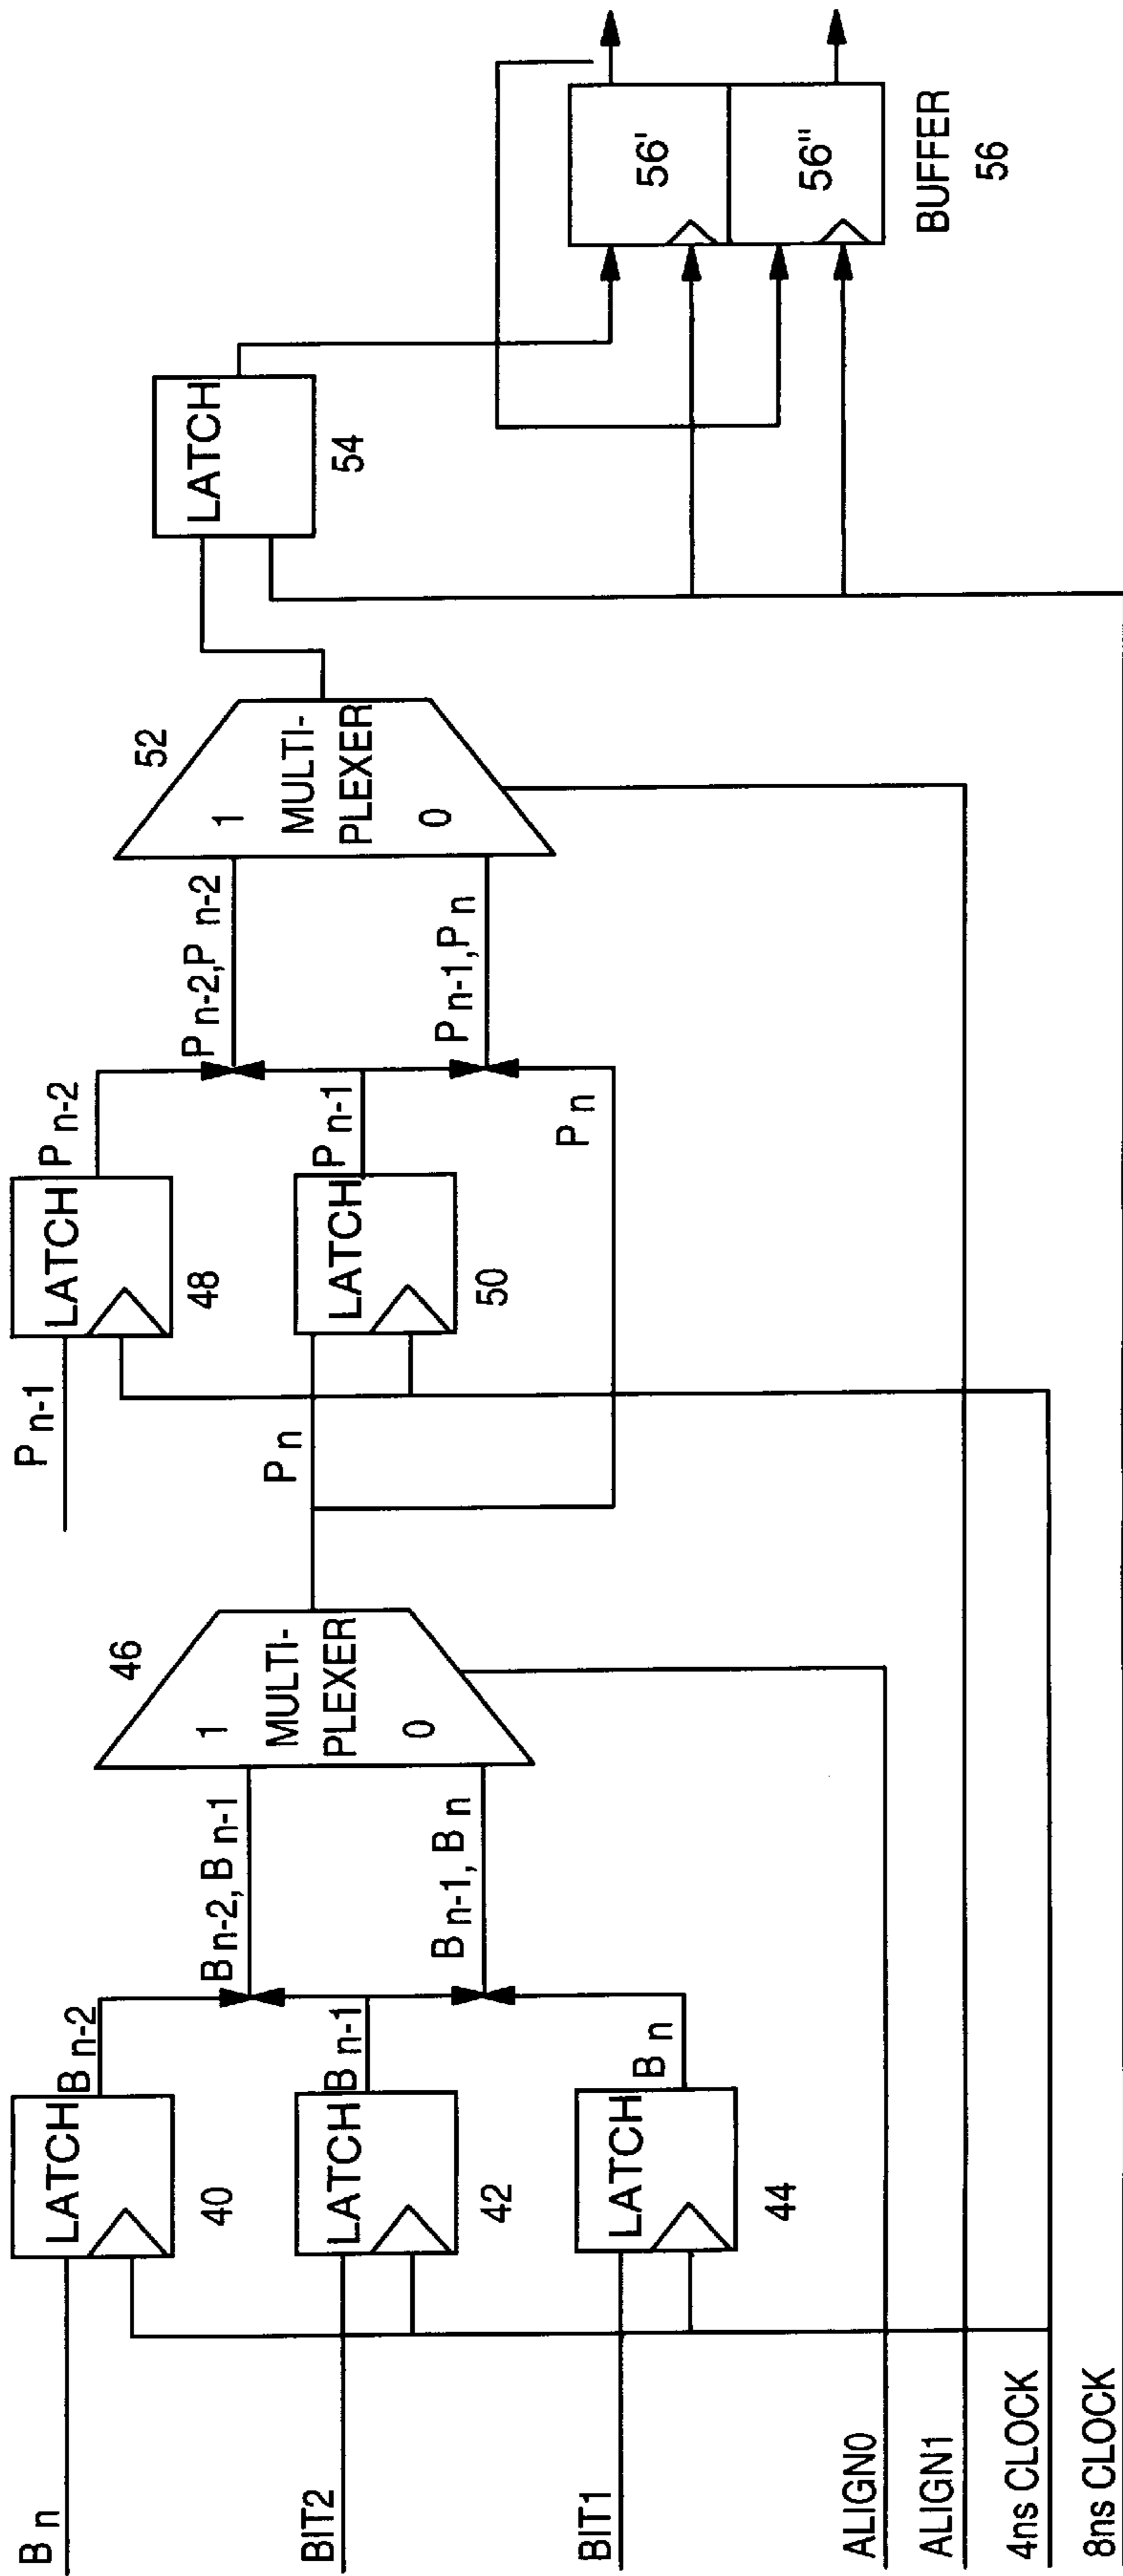 B n
BIT2
BIT1
ALIGN0
ALIGN1
4ns CLOCK
8ns CLOCK
LATCH
40
B n-2
LATCH
42
B n-1
LATCH
44
B n
B n-2, B n-1
B n-1, B n
46
1
MULTI-
PLEXER
0
P n
P n-1
LATCH
48
P n-2
LATCH
50
P n-1
P n
P n-2,P n-2
P n-1,P n
52
1
MULTI-
PLEXER
0
LATCH
54
56'
56"
BUFFER
56